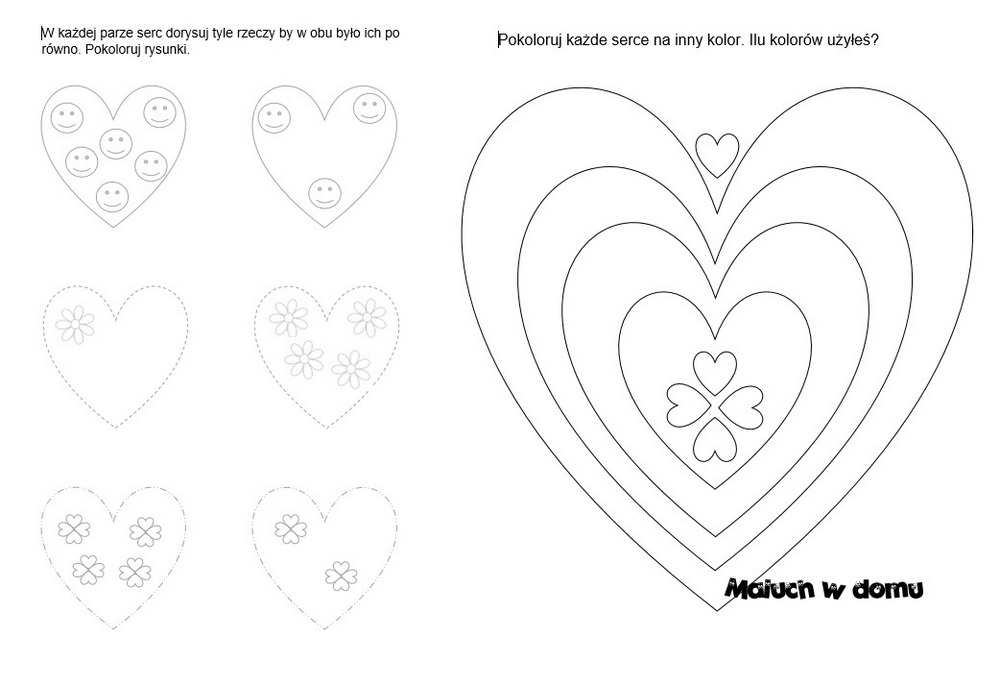 W każdej parze serc dorysuj tyle rzeczy by w obu było ich po
równo. Pokoloruj rysunki.
Pokoloruj każde serce na inny kolor. Ilu kolorów użyłeś?
Maluch w domu